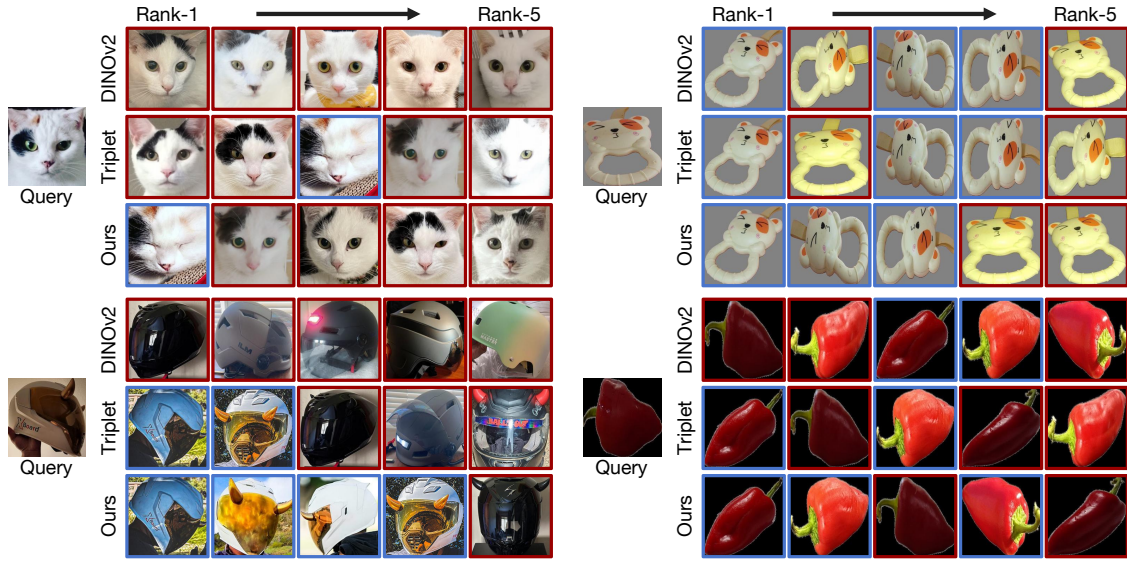 Rank-1
Rank-5
DINOv2
Triplet
Ours
Query
Rank-1
Rank-5
DINOv2
Triplet
Ours
Query
DINOv2
Triplet
Ours
Query
DINOv2
Triplet
Ours
Query